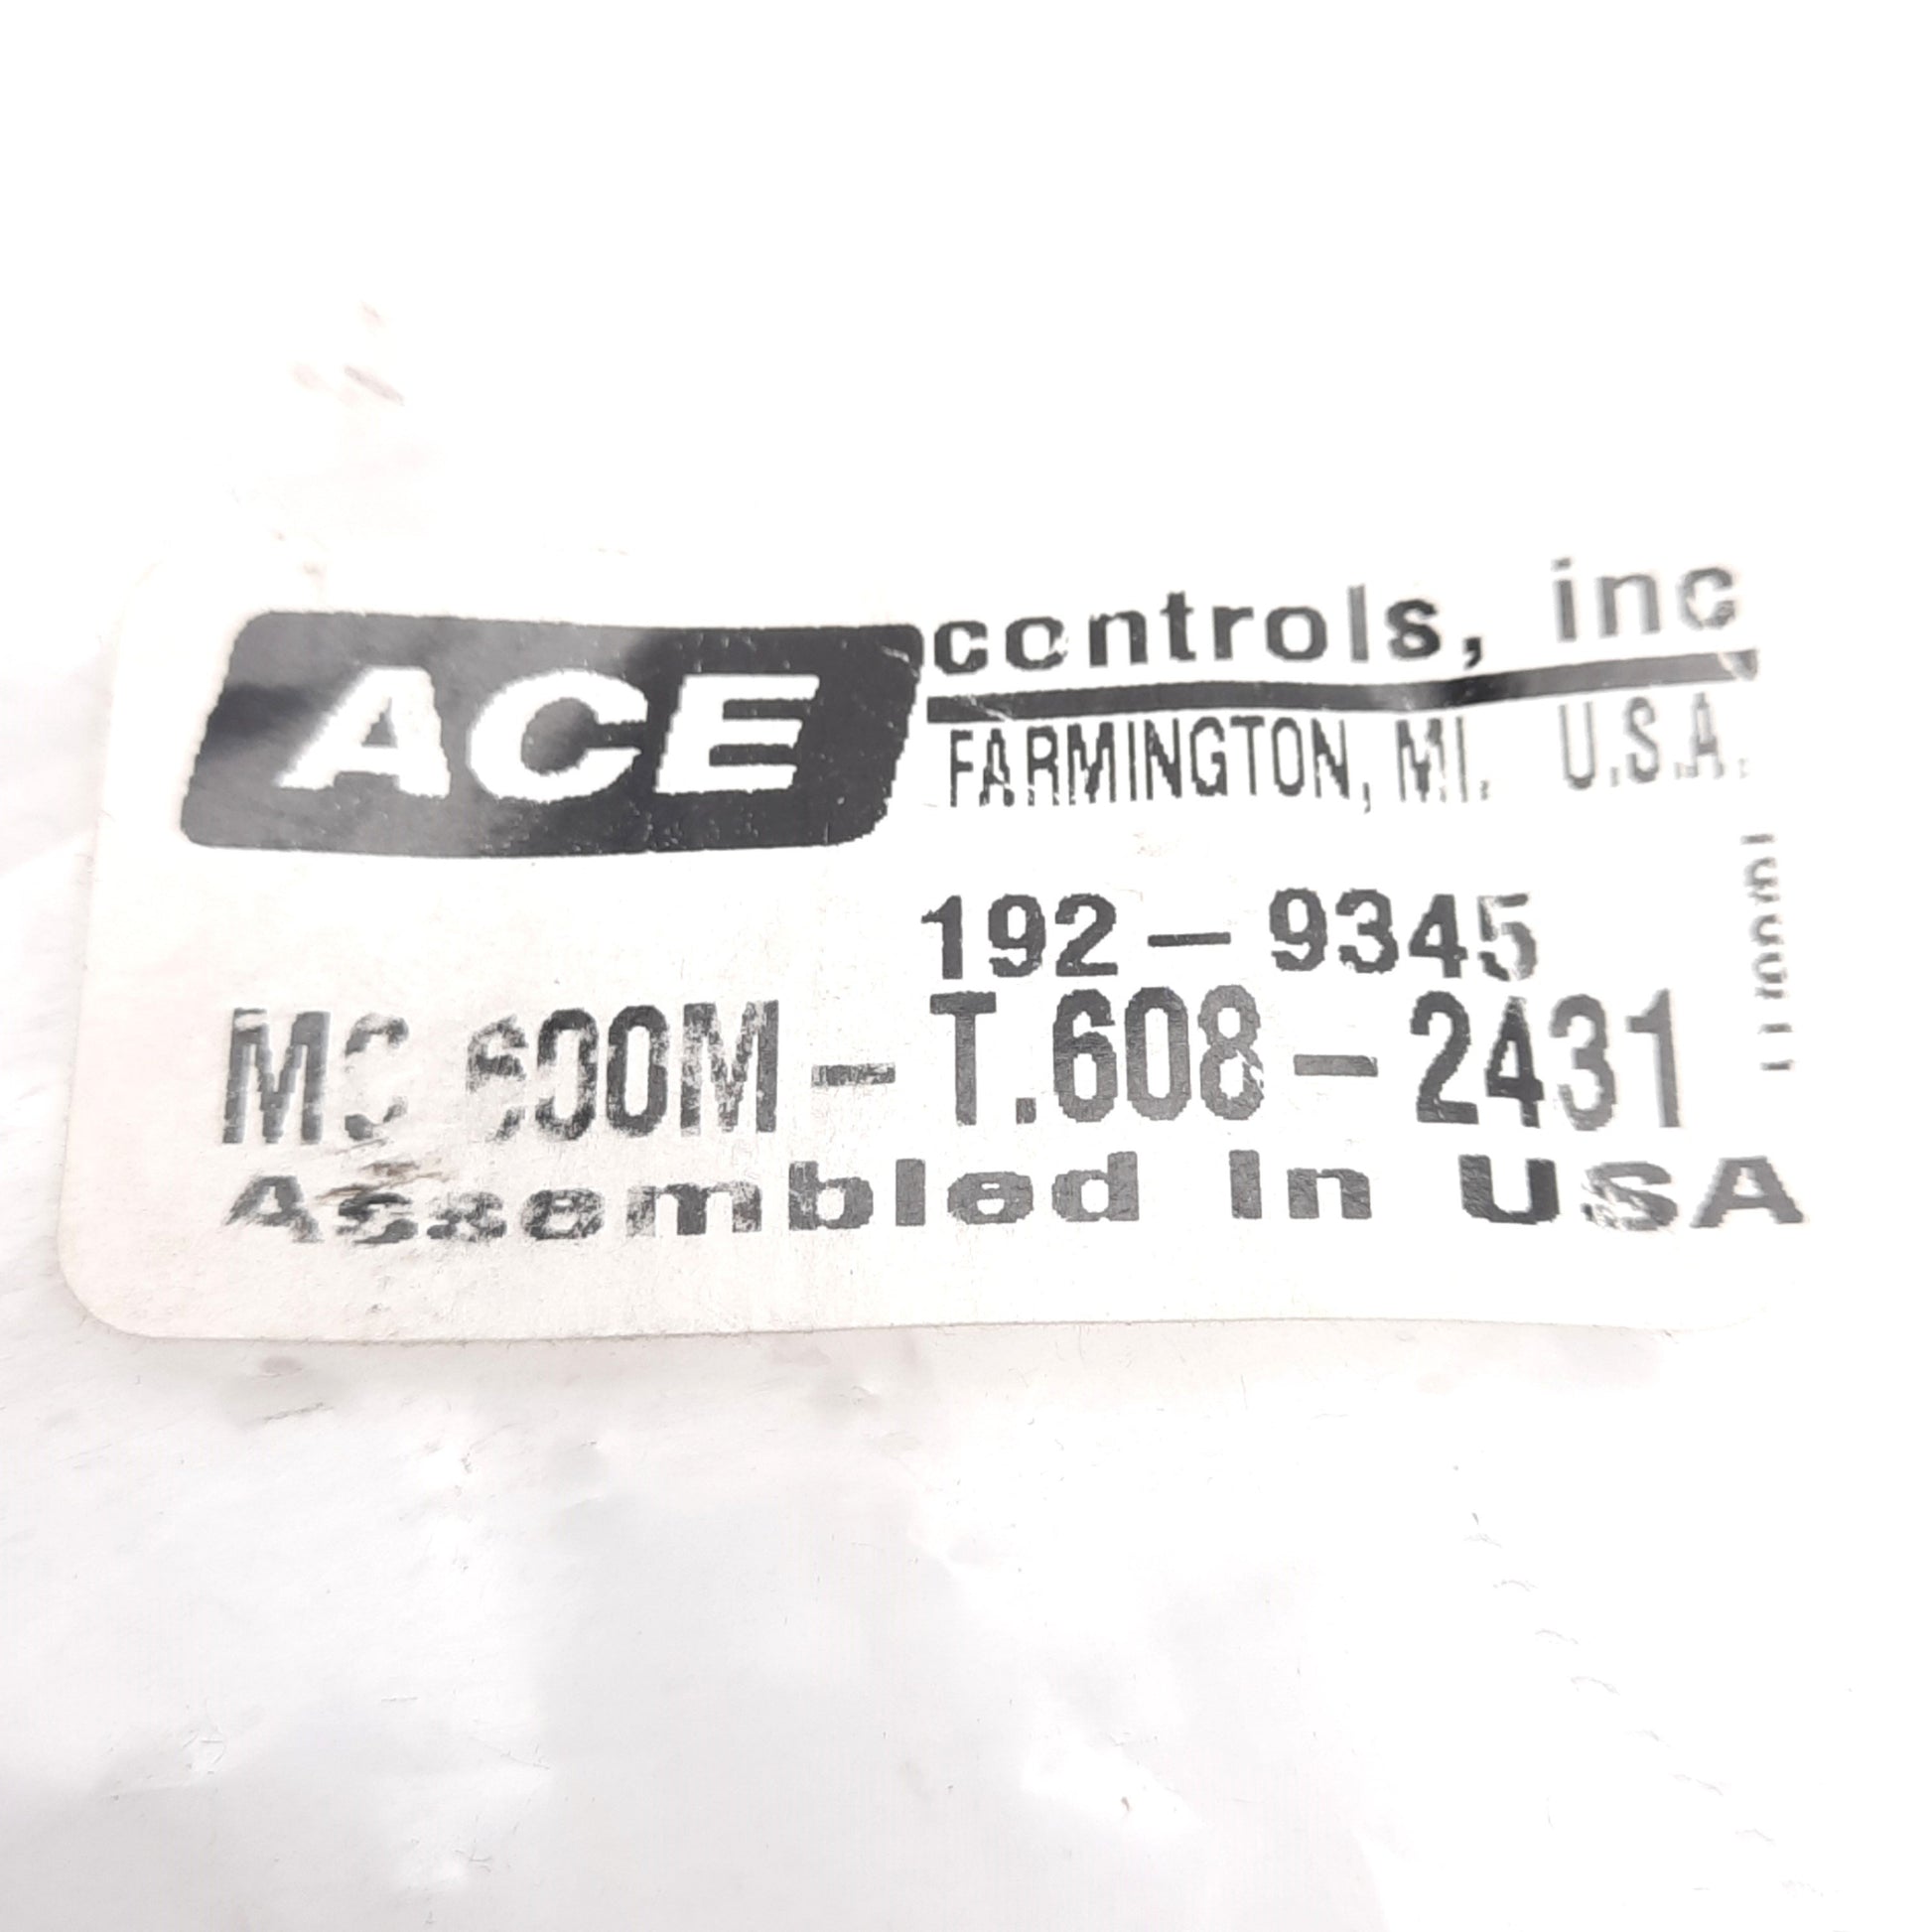 ACE controls, inc
FARMINGTON, MI. U.S.A.
192-9345
MC 600M-T.608-2431
Assembled In USA